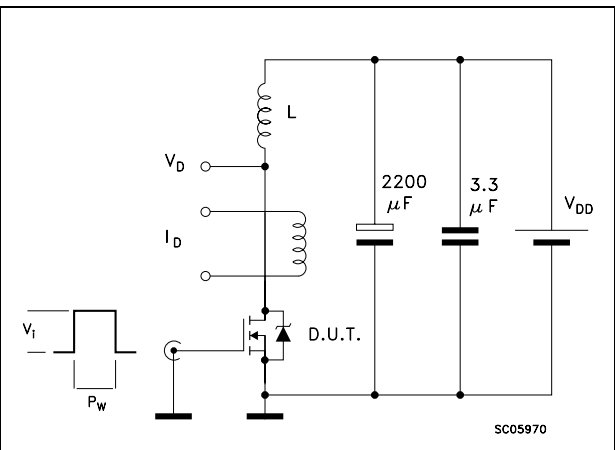 L
V_D
2200
μF
3.3
μF
V_DD
I_D
D.U.T.
V_i
P_W
SC05970